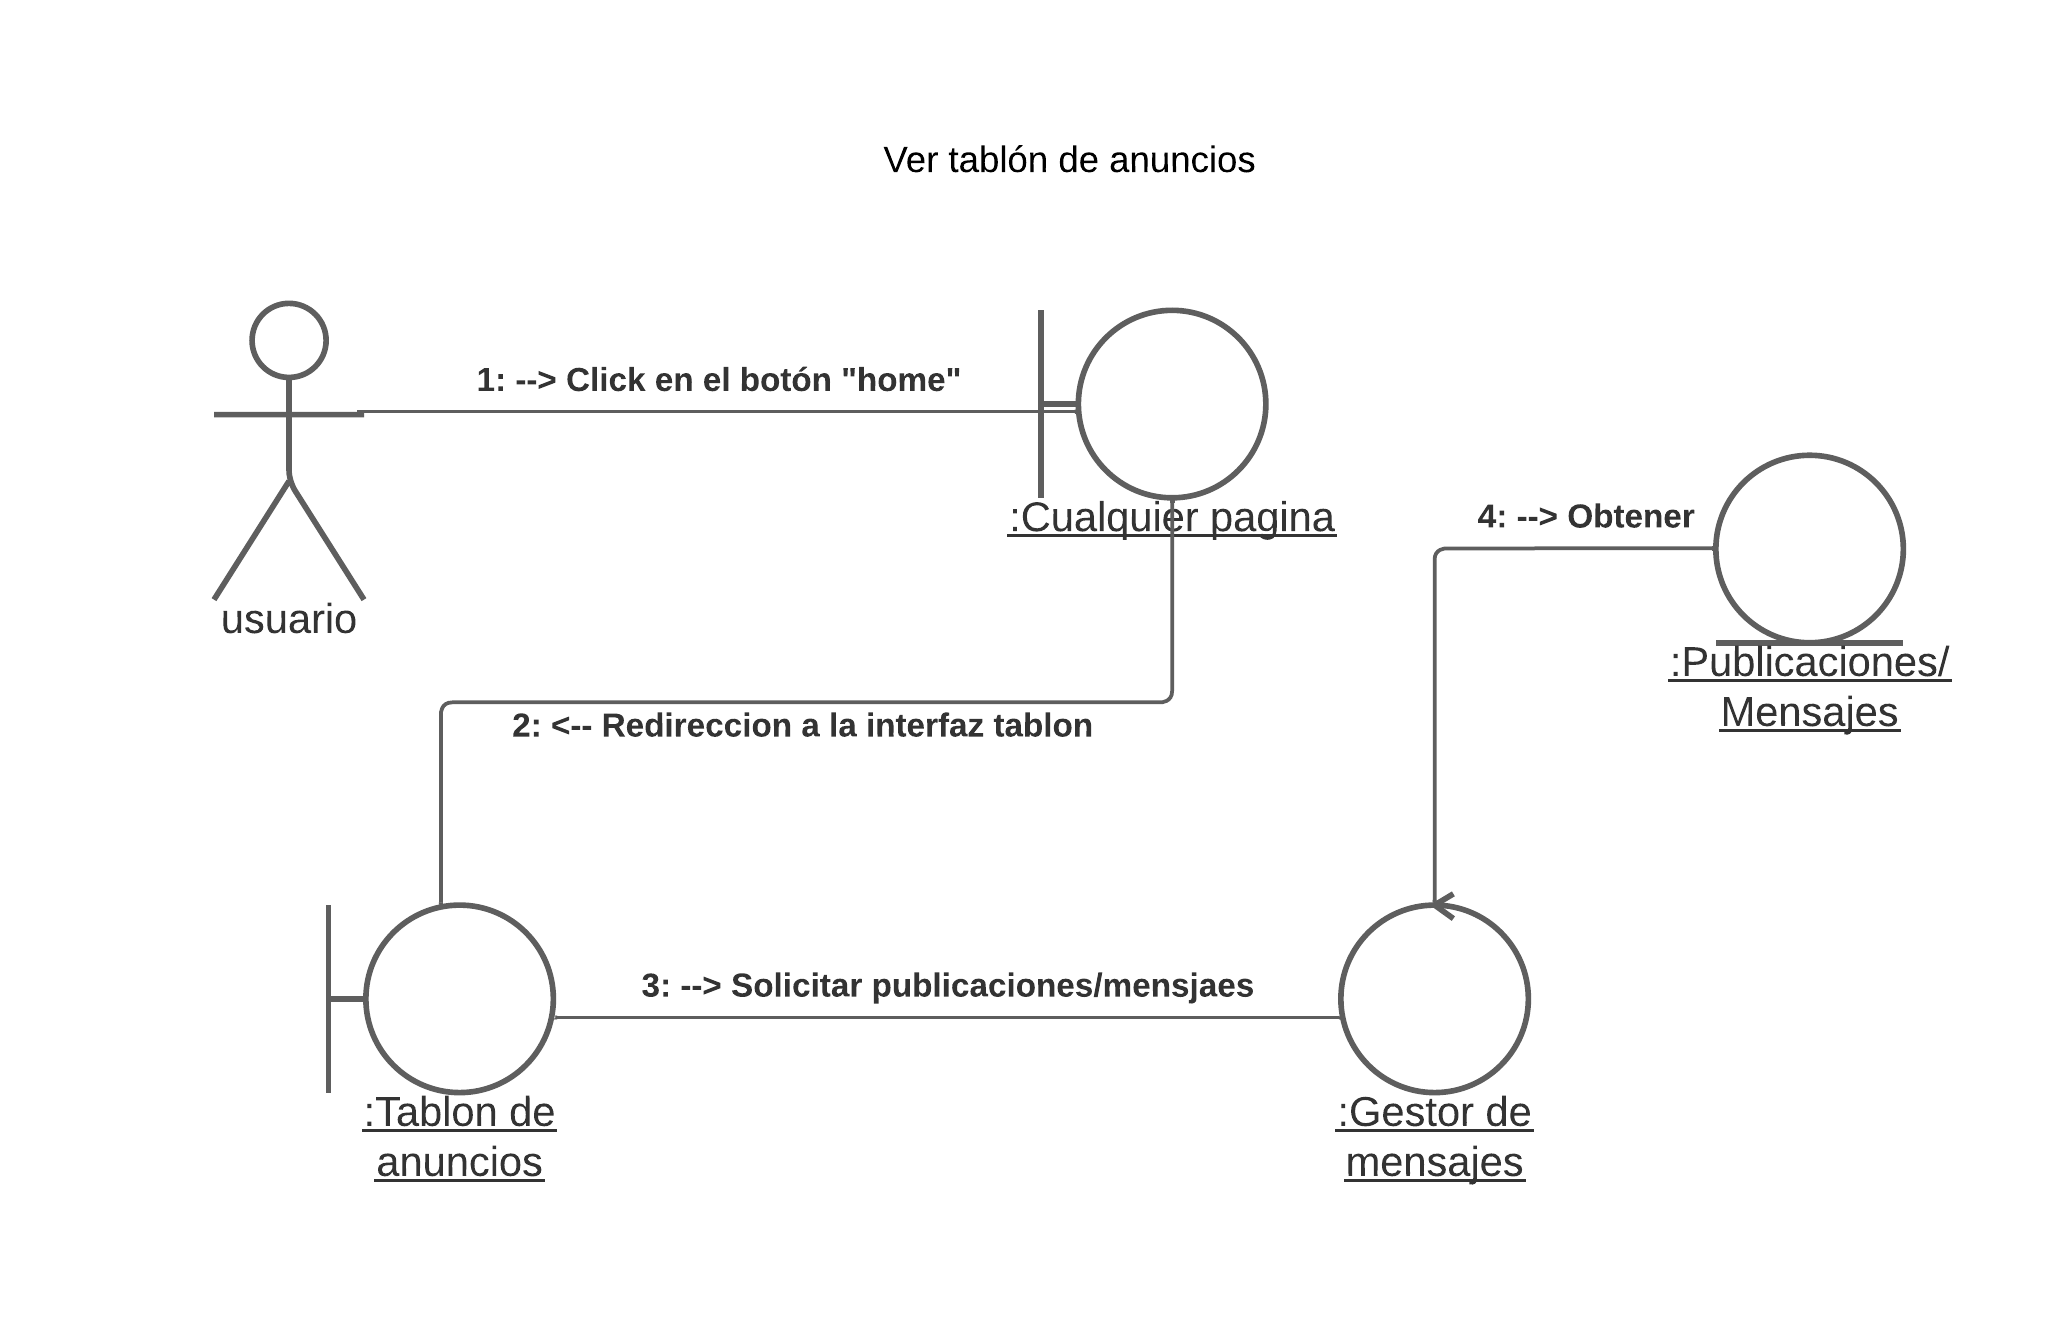 Ver tablón de anuncios
1: --> Click en el botón "home"
:Cualquier pagina
4: --> Obtener
usuario
:Publicaciones/
Mensajes
2: <-- Redireccion a la interfaz tablon
3: --> Solicitar publicaciones/mensjaes
:Tablon de
anuncios
:Gestor de
mensajes